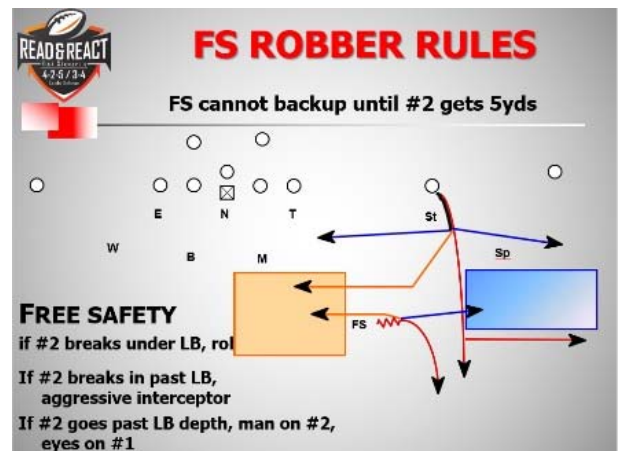 READ&REACT
4-2-5 / 3-4
FS ROBBER RULES
FS cannot backup until #2 gets 5yds
E N T St
W B M Sp
FREE SAFETY
FS
if #2 breaks under LB,
If #2 breaks in past LB,
aggressive interceptor
If #2 goes past LB depth, man on #2,
eyes on #1